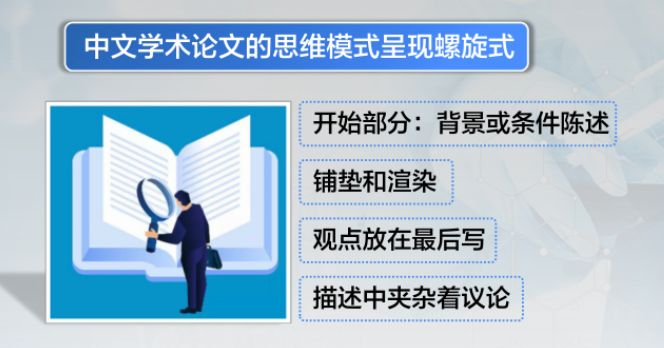 中文学术论文的思维模式呈现螺旋式
开始部分：背景或条件陈述
铺垫和渲染
观点放在最后写
描述中夹杂着议论